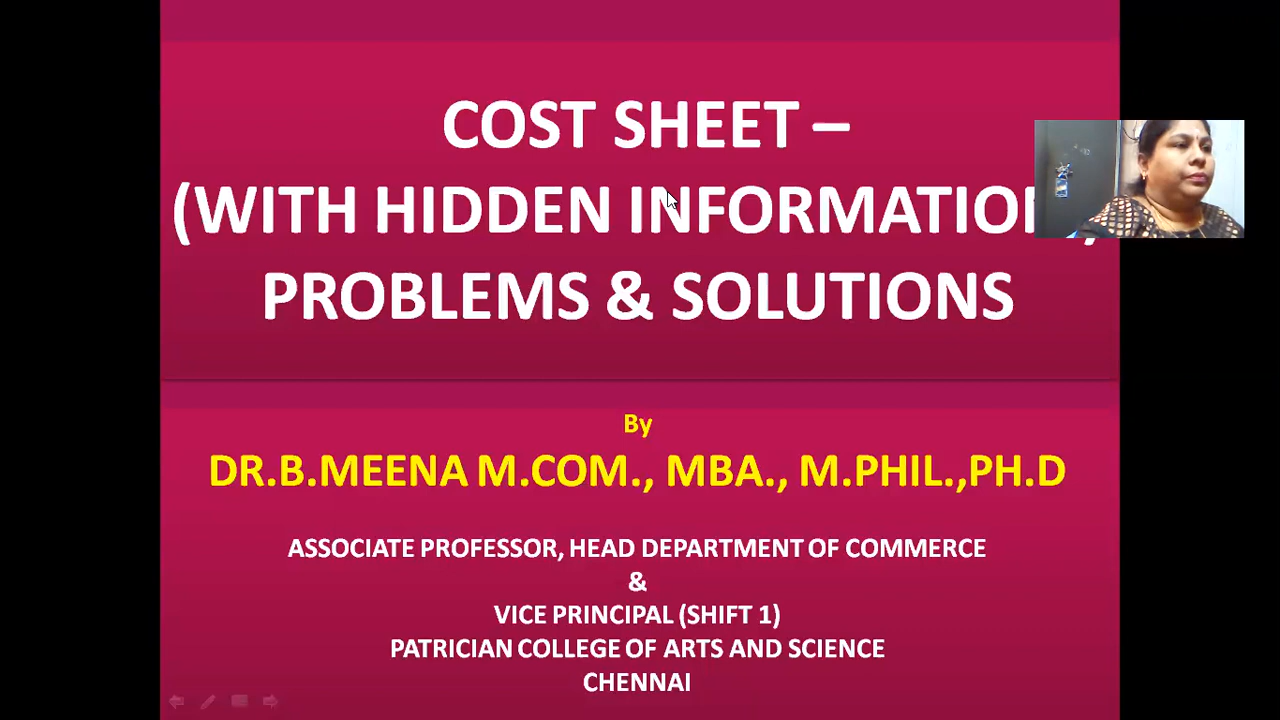 COST SHEET –
(WITH HIDDEN INFORMATION)
PROBLEMS & SOLUTIONS
By
DR.B.MEENA M.COM., MBA., M.PHIL.,PH.D
ASSOCIATE PROFESSOR, HEAD DEPARTMENT OF COMMERCE
&
VICE PRINCIPAL (SHIFT 1)
PATRICIAN COLLEGE OF ARTS AND SCIENCE
CHENNAI